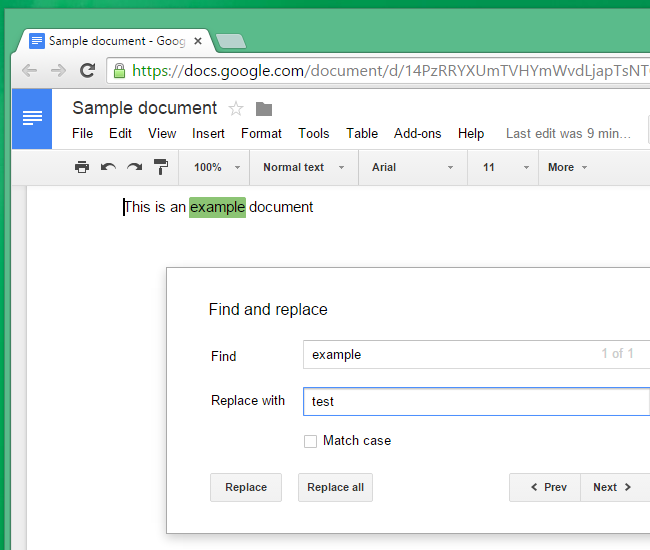 Sample document - Goog
https://docs.google.com/document/d/14PzRRYXUmTVHYmWvdLjapTsNT
Sample document
File Edit View Insert Format Tools Table Add-ons Help Last edit was 9 min...
100% Normal text Arial 11 More
This is an example document
Find and replace
Find example 1 of 1
Replace with test
Match case
Replace Replace all Prev Next